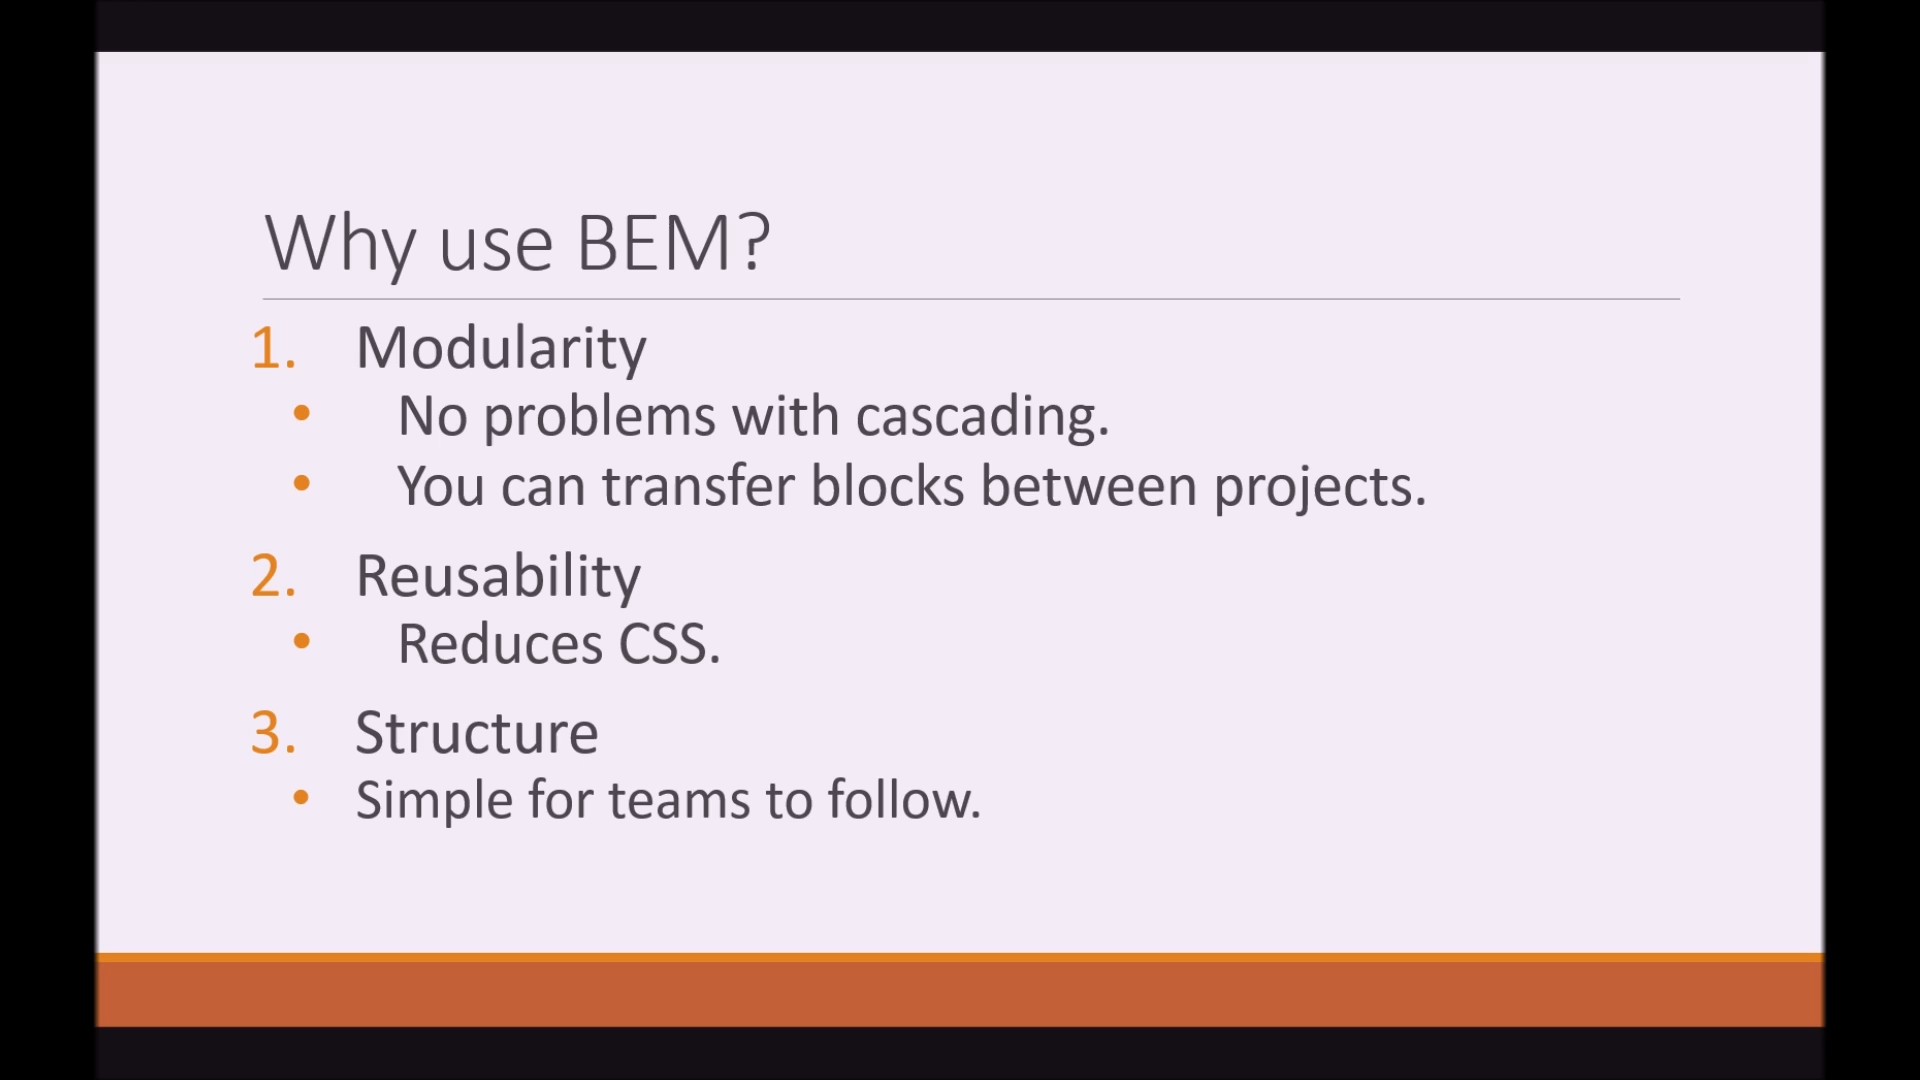 Why use BEM?
1. Modularity
• No problems with cascading.
• You can transfer blocks between projects.
2. Reusability
• Reduces CSS.
3. Structure
• Simple for teams to follow.